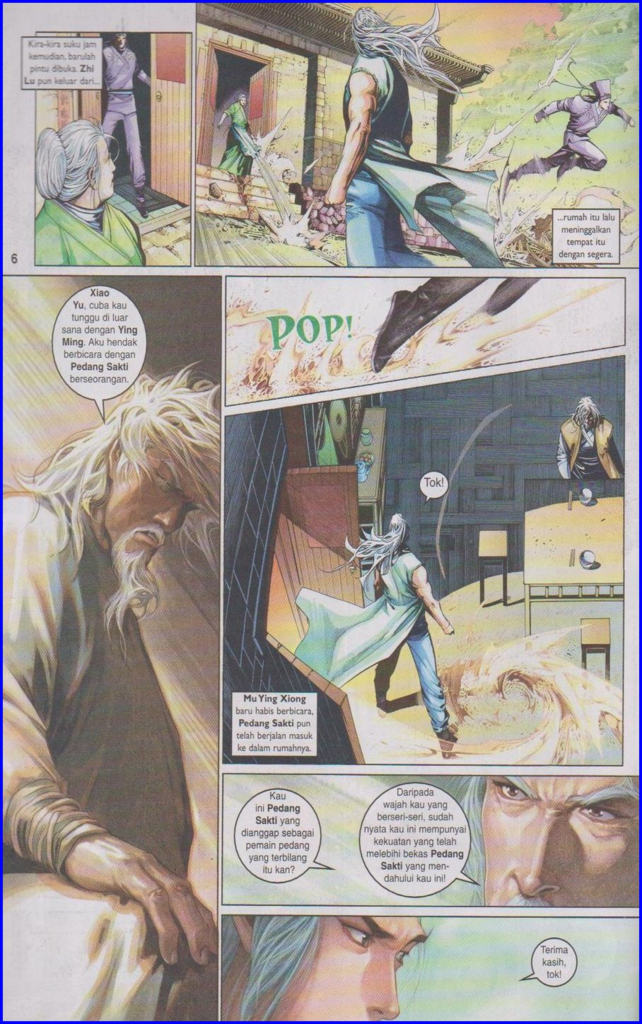 Kira-kira suku jam
kemudian, barulah
pintu dibuka. Zhi
Lu pun keluar dari...
...rumah itu lalu
meninggalkan
tempat itu
dengan segera.
6
Xiao
Yu, cuba kau
tunggu di luar
sana dengan Ying
Ming. Aku hendak
berbicara dengan
Pedang Sakti
berseorangan.
POP!
Tok!
Mu Ying Xiong
baru habis berbicara,
Pedang Sakti pun
telah berjalan masuk
ke dalam rumahnya.
Kau
ini Pedang
Sakti yang
dianggap sebagai
pemain pedang
yang terbilang
itu kan?
Daripada
wajah kau yang
berseri-seri, sudah
nyata kau ini mempunyai
kekuatan yang telah
melebihi bekas Pedang
Sakti yang men-
dahului kau ini!
Terima
kasih,
tok!